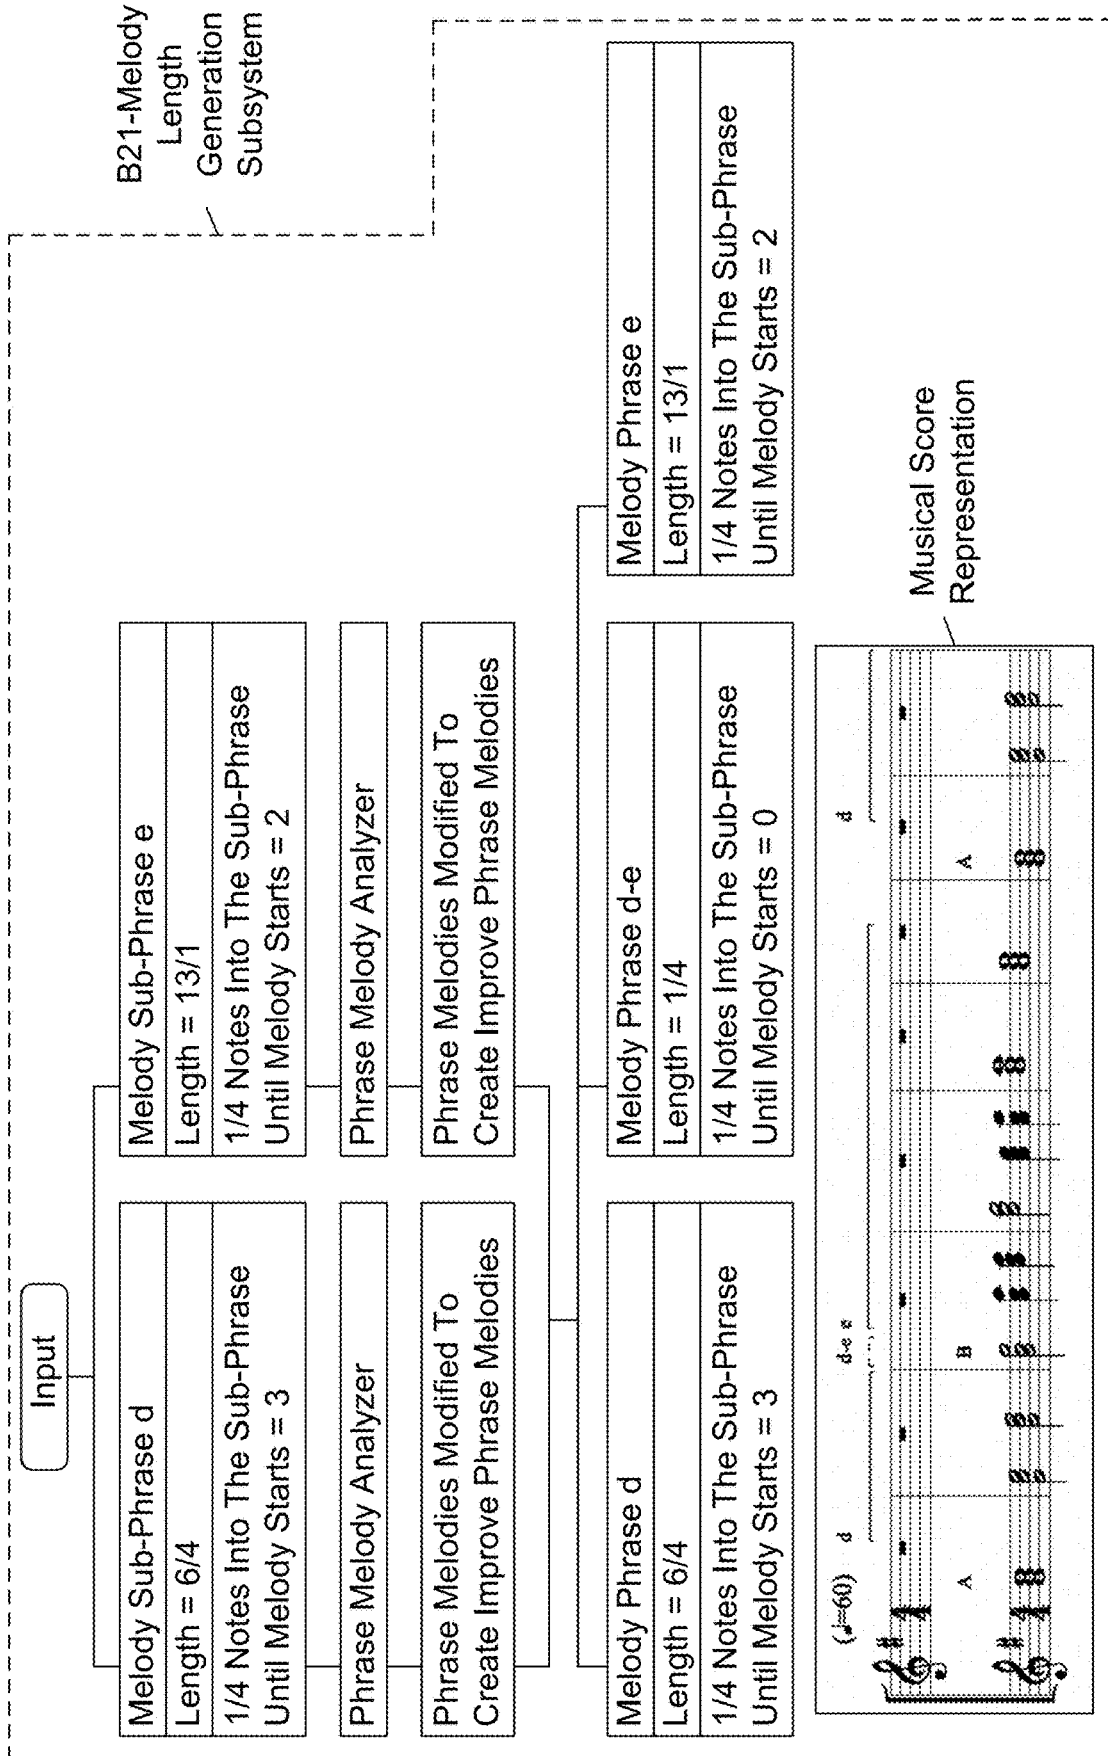 B21-Melody
Length
Generation
Subsystem
Input
Melody Sub-Phrase d
Length = 6/4
1/4 Notes Into The Sub-Phrase
Until Melody Starts = 3
Melody Sub-Phrase e
Length = 13/1
1/4 Notes Into The Sub-Phrase
Until Melody Starts = 2
Phrase Melody Analyzer
Phrase Melody Analyzer
Phrase Melodies Modified To
Create Improve Phrase Melodies
Phrase Melodies Modified To
Create Improve Phrase Melodies
Melody Phrase d
Length = 6/4
1/4 Notes Into The Sub-Phrase
Until Melody Starts = 3
Melody Phrase d-e
Length = 1/4
1/4 Notes Into The Sub-Phrase
Until Melody Starts = 0
Melody Phrase e
Length = 13/1
1/4 Notes Into The Sub-Phrase
Until Melody Starts = 2
Musical Score
Representation
(♩=60) d d-e e d
A B A